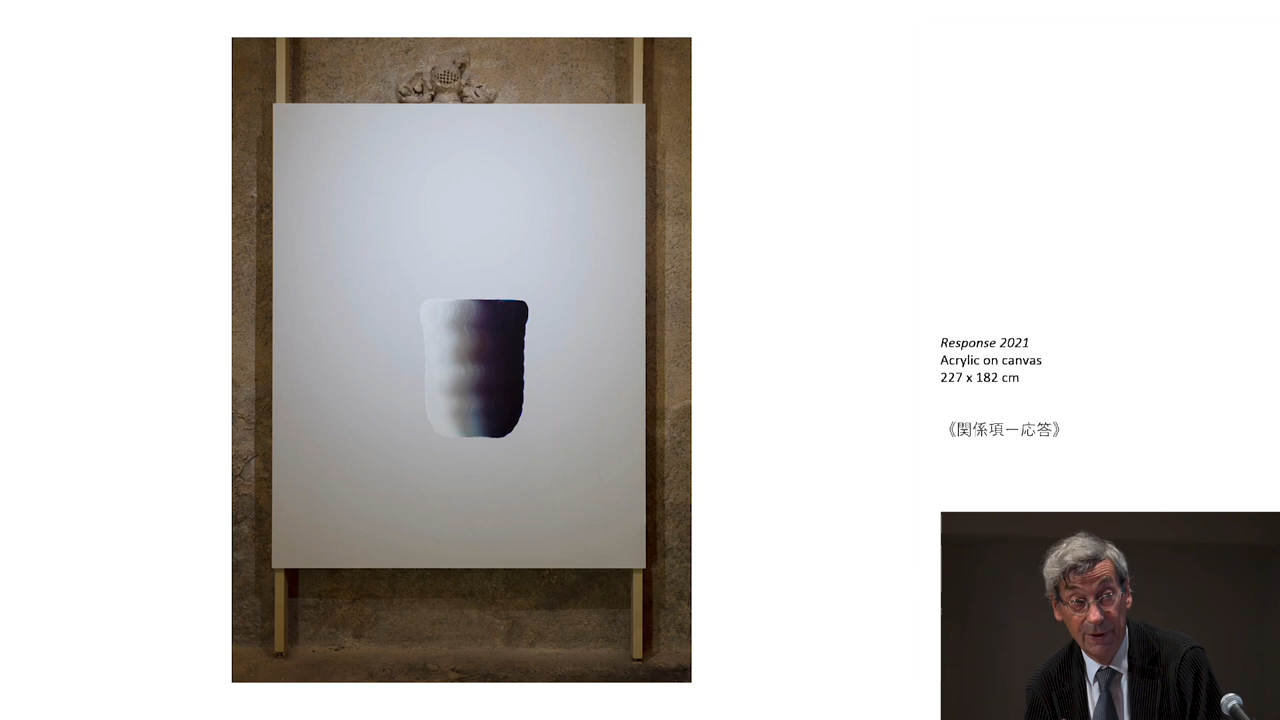 Response 2021
Acrylic on canvas
227 x 182 cm
《関係項ー応答》